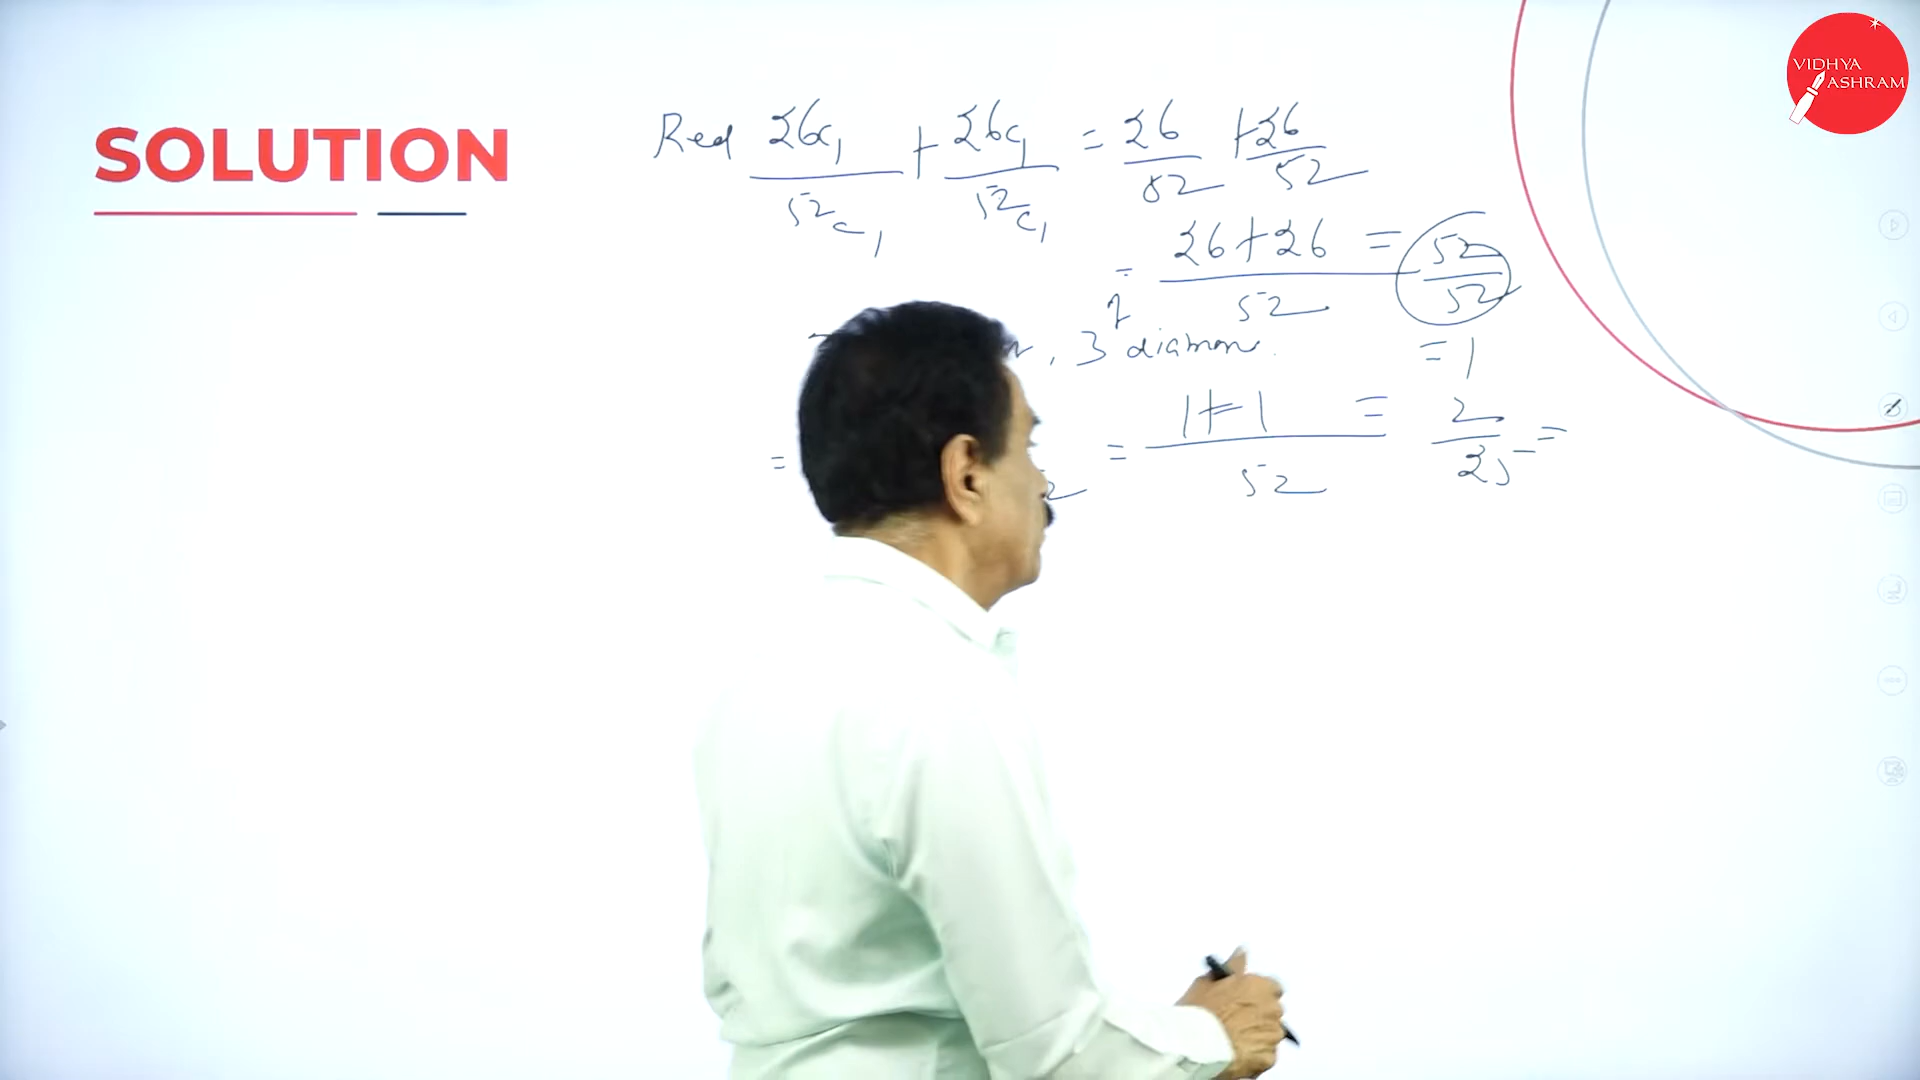 VIDHYA
ASHRAM
SOLUTION
Red 26c1/52c1 + 26c1/52c1 = 26/52 + 26/52
= 26+26/52 = 52/52
, 3 diamon. = 1
= = 1+1/52 = 2/25 =